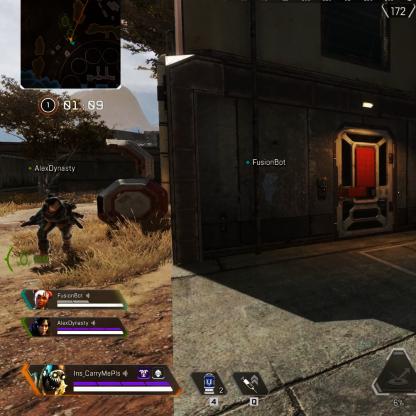 172
1 01:09
AlexDynasty
FusionBot
FusionBot
AlexDynasty
Ins_CarryMePls
2
4 0
6%